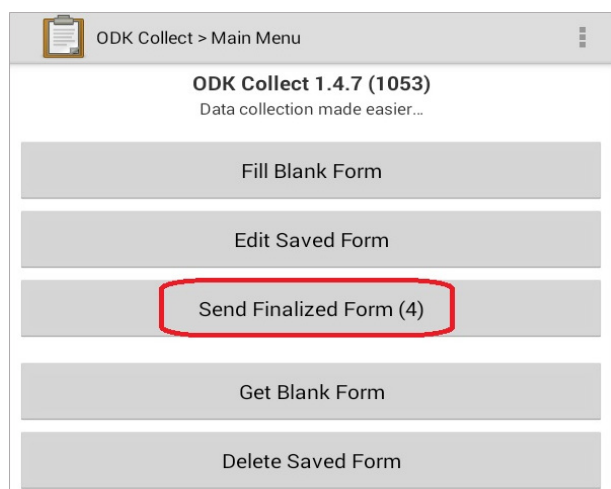 ODK Collect > Main Menu
ODK Collect 1.4.7 (1053)
Data collection made easier...
Fill Blank Form
Edit Saved Form
Send Finalized Form (4)
Get Blank Form
Delete Saved Form